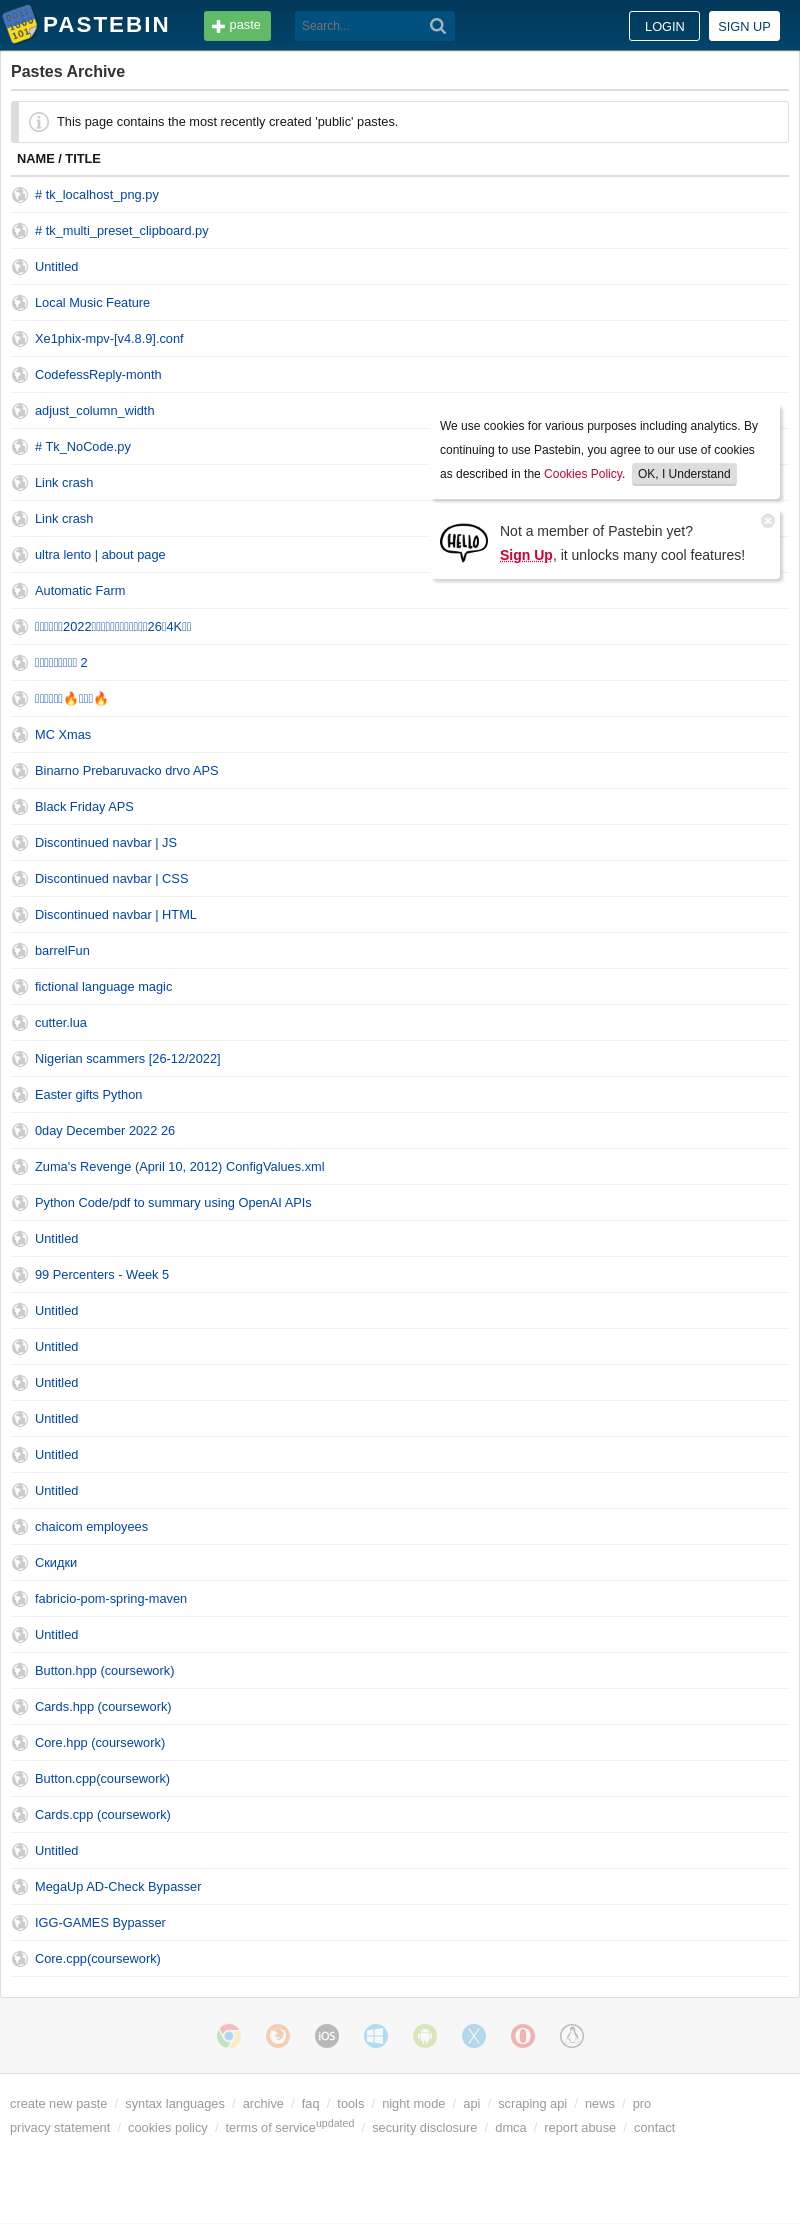 PASTEBIN
paste
Search...
LOGIN
SIGN UP
Pastes Archive
This page contains the most recently created 'public' pastes.
NAME / TITLE
# tk_localhost_png.py
# tk_multi_preset_clipboard.py
Untitled
Local Music Feature
Xe1phix-mpv-[v4.8.9].conf
CodefessReply-month
adjust_column_width
# Tk_NoCode.py
Link crash
Link crash
ultra lento | about page
Automatic Farm
2022 26 4K
2
🔥 🔥
MC Xmas
Binarno Prebaruvacko drvo APS
Black Friday APS
Discontinued navbar | JS
Discontinued navbar | CSS
Discontinued navbar | HTML
barrelFun
fictional language magic
cutter.lua
Nigerian scammers [26-12/2022]
Easter gifts Python
0day December 2022 26
Zuma's Revenge (April 10, 2012) ConfigValues.xml
Python Code/pdf to summary using OpenAI APIs
Untitled
99 Percenters - Week 5
Untitled
Untitled
Untitled
Untitled
Untitled
Untitled
chaicom employees
Скидки
fabricio-pom-spring-maven
Untitled
Button.hpp (coursework)
Cards.hpp (coursework)
Core.hpp (coursework)
Button.cpp(coursework)
Cards.cpp (coursework)
Untitled
MegaUp AD-Check Bypasser
IGG-GAMES Bypasser
Core.cpp(coursework)
We use cookies for various purposes including analytics. By
continuing to use Pastebin, you agree to our use of cookies
as described in the Cookies Policy. OK, I Understand
HELLO
Not a member of Pastebin yet?
Sign Up, it unlocks many cool features!
iOS
create new paste / syntax languages / archive / faq / tools / night mode / api / scraping api / news / pro
privacy statement / cookies policy / terms of service updated / security disclosure / dmca / report abuse / contact